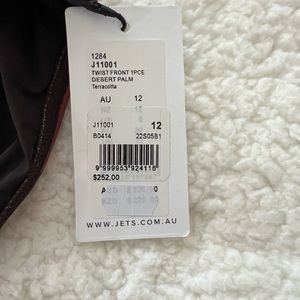 1284
J11001
TWIST FRONT 1PCE
DESERT PALM
Terracotta
AU 12
J11001 12
B0414 22S05B1
9 999953 924116
$252.00
WWW.JETS.COM.AU